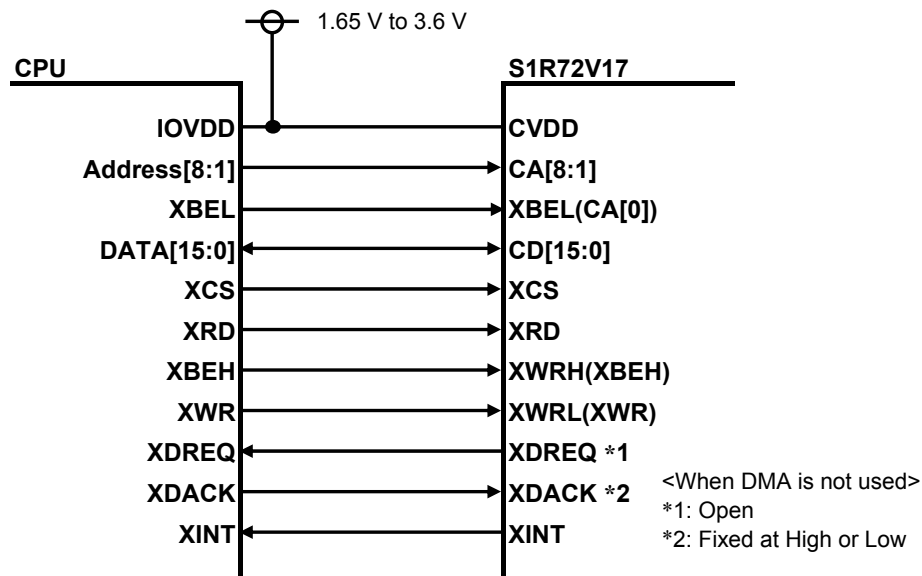 1.65 V to 3.6 V
CPU S1R72V17
IOVDD CVDD
Address[8:1] CA[8:1]
XBEL XBEL(CA[0])
DATA[15:0] CD[15:0]
XCS XCS
XRD XRD
XBEH XWRH(XBEH)
XWR XWRL(XWR)
XDREQ XDREQ *1
XDACK XDACK *2
XINT XINT
<When DMA is not used>
*1: Open
*2: Fixed at High or Low